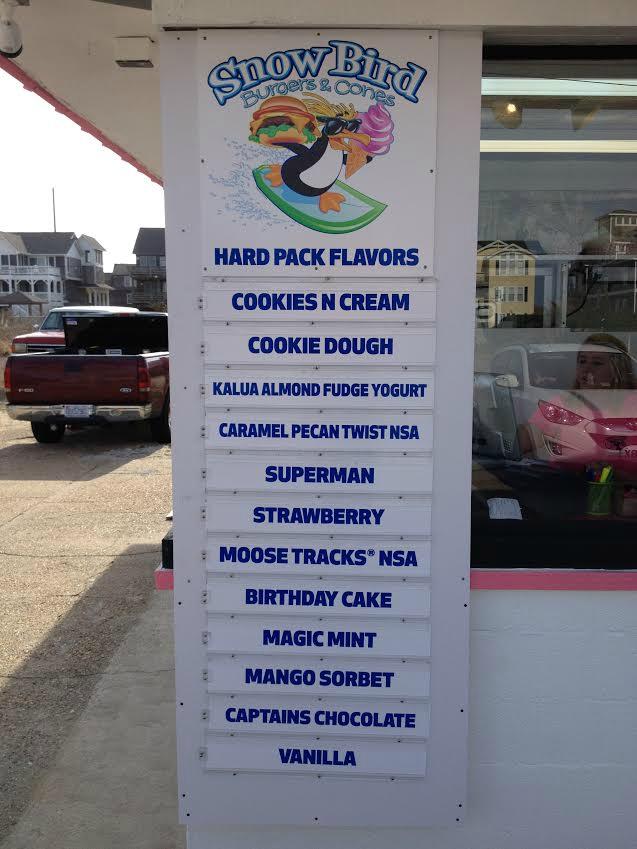 Snow Bird
Burgers & Cones
HARD PACK FLAVORS
COOKIES N CREAM
COOKIE DOUGH
KALUA ALMOND FUDGE YOGURT
CARAMEL PECAN TWIST NSA
SUPERMAN
STRAWBERRY
MOOSE TRACKS® NSA
BIRTHDAY CAKE
MAGIC MINT
MANGO SORBET
CAPTAINS CHOCOLATE
VANILLA